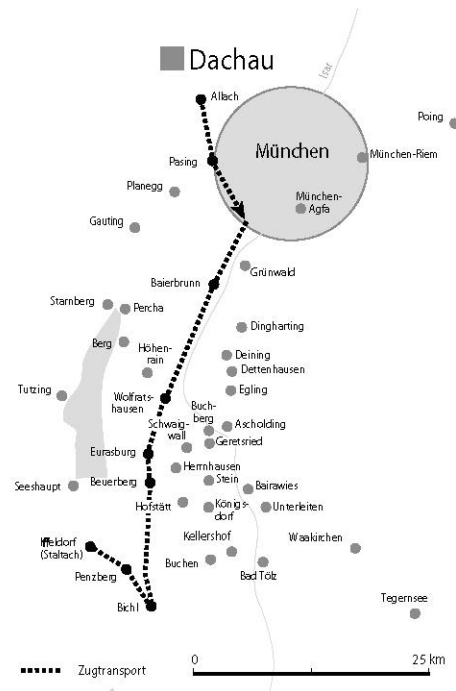 Dachau
Isar
Allach
Poing
München
Pasing
München-Riem
Planegg
München-
Agfa
Gauting
Grünwald
Baierbrunn
Starnberg
Percha
Dingharting
Berg
Höhen-
rain
Deining
Dettenhausen
Tutzing
Wolfrats-
hausen
Buch-
berg
Egling
Schwaig-
wall
Ascholding
Geretsried
Eurasburg
Herrnhausen
Seeshaupt
Beuerberg
Stein
Bairawies
Hofstätt
Königs-
dorf
Unterleiten
(Staltach)
Kellershof
Waakirchen
Penzberg
Buchen
Bad Tölz
Bichl
Tegernsee
Zugtransport
0
25 km